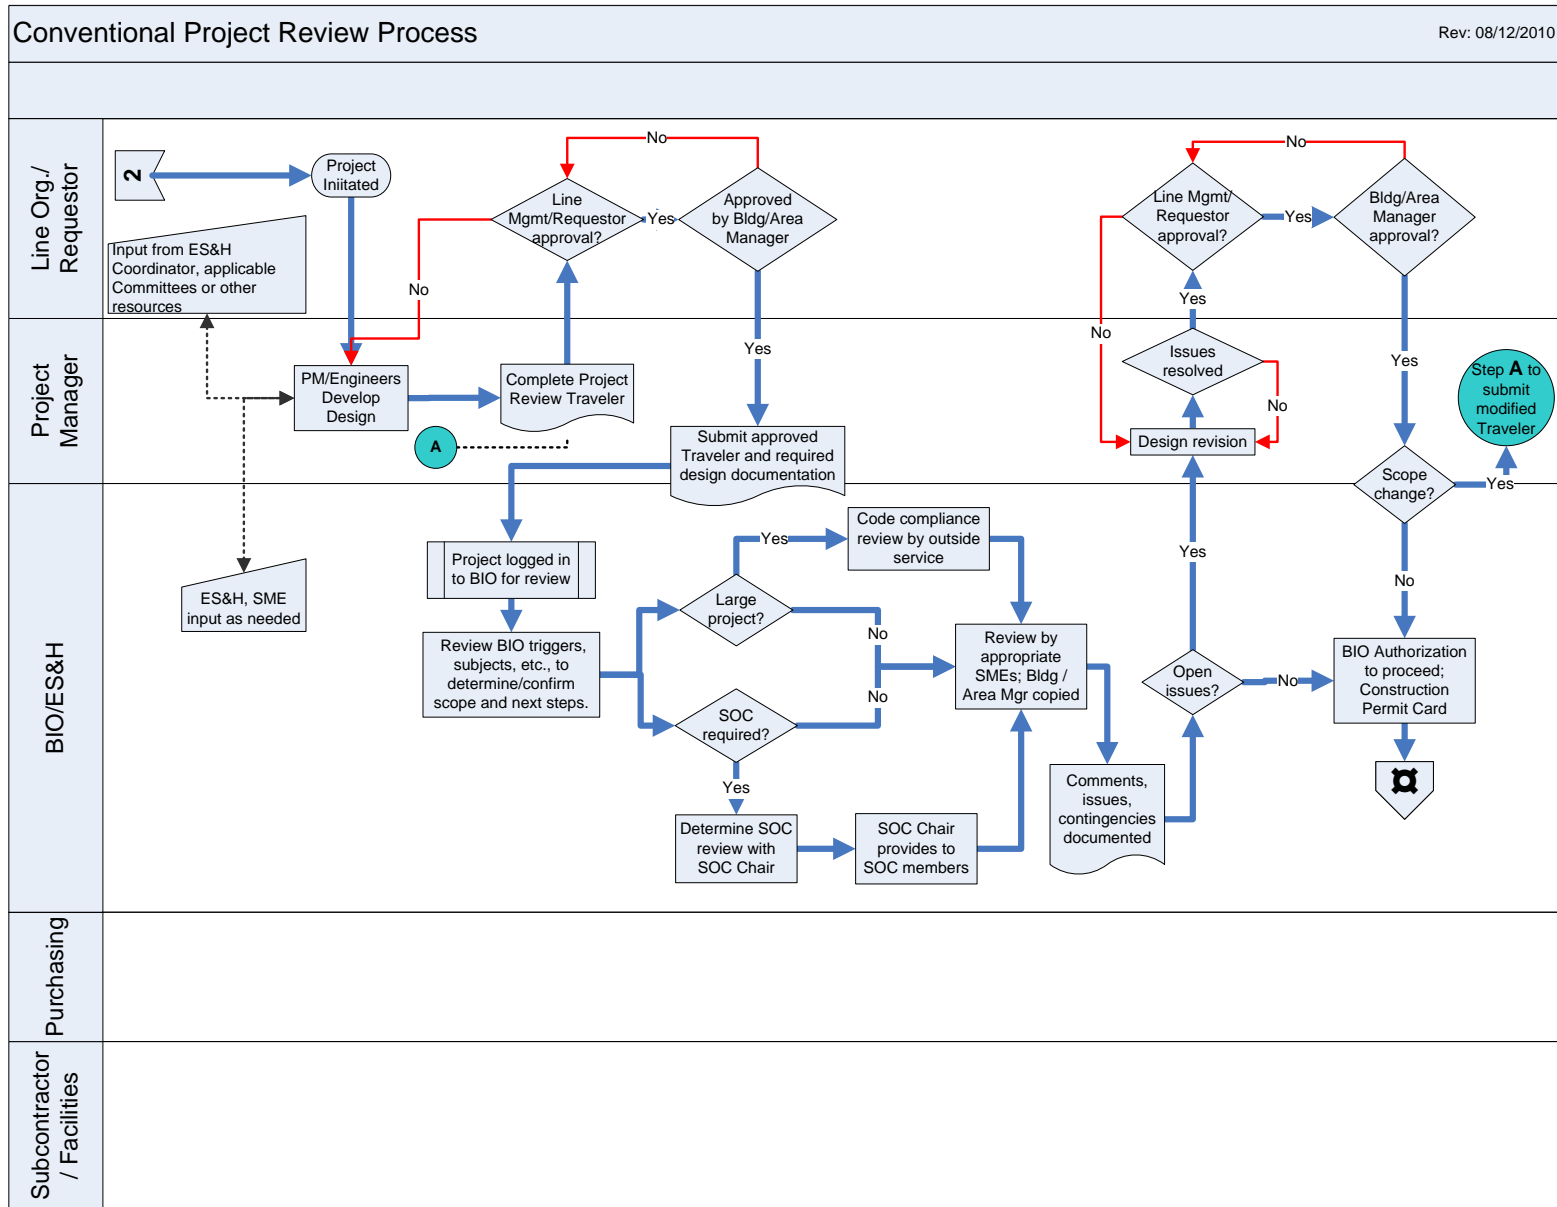 Conventional Project Review Process
Rev: 08/12/2010
Line Org./
Requestor
2
Project
Iniitated
Input from ES&H
Coordinator, applicable
Committees or other
resources
No
Line
Mgmt/Requestor
approval?
Yes
Approved
by Bldg/Area
Manager
No
No
Line Mgmt/
Requestor
approval?
Yes
Bldg/Area
Manager
approval?
Yes
No
Project
Manager
PM/Engineers
Develop
Design
Complete Project
Review Traveler
A
Yes
Submit approved
Traveler and required
design documentation
Issues
resolved
No
Design revision
Yes
Step A to
submit
modified
Traveler
Scope
change?
Yes
BIO/ES&H
ES&H, SME
input as needed
Project logged in
to BIO for review
Review BIO triggers,
subjects, etc., to
determine/confirm
scope and next steps.
Large
project?
Yes
Code compliance
review by outside
service
No
No
SOC
required?
Yes
Determine SOC
review with
SOC Chair
SOC Chair
provides to
SOC members
Review by
appropriate
SMEs; Bldg /
Area Mgr copied
Comments,
issues,
contingencies
documented
Yes
Open
issues?
No
No
BIO Authorization
to proceed;
Construction
Permit Card
Purchasing
Subcontractor
/ Facilities